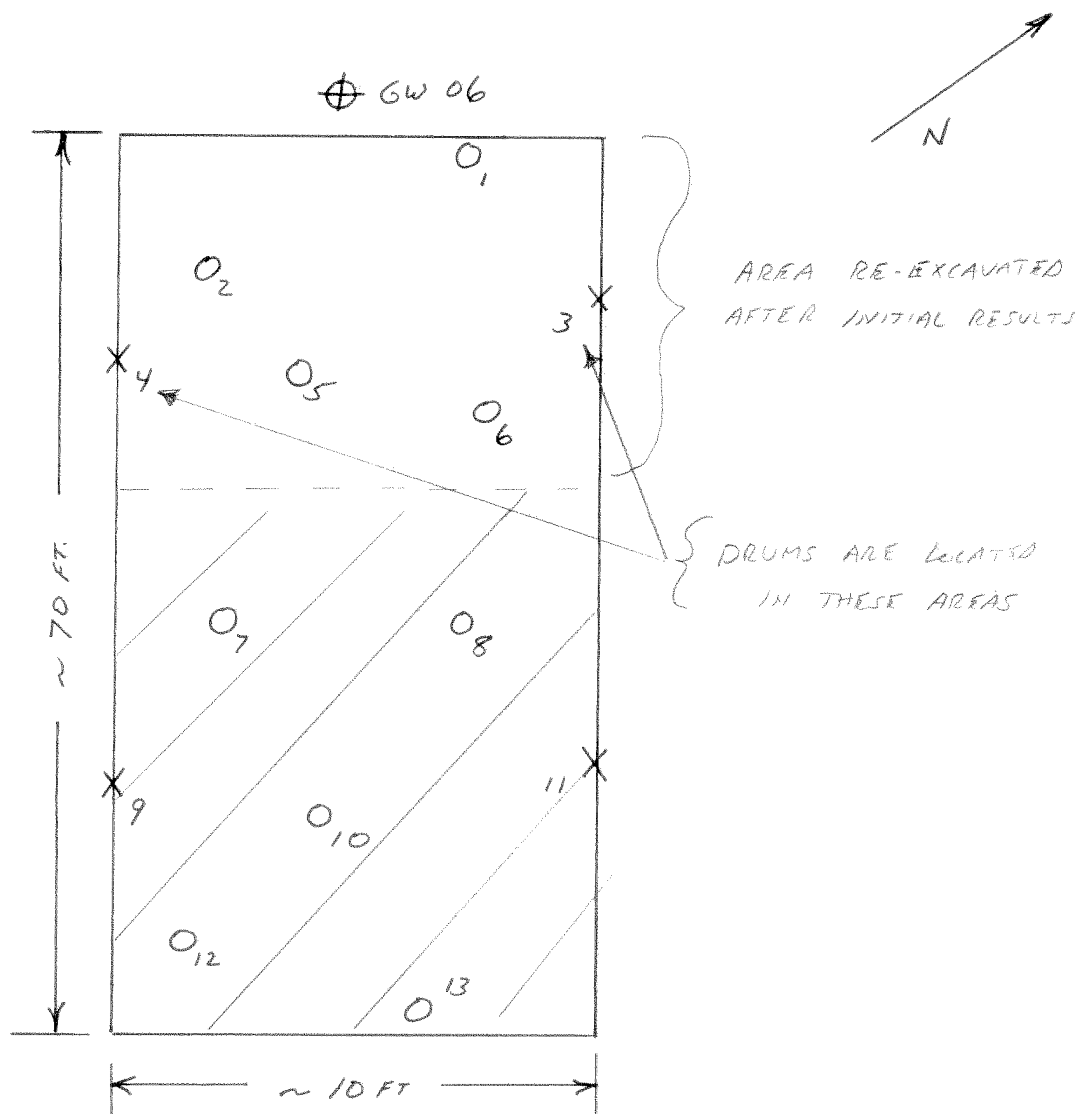 GW 06
N
1
2
AREA RE-EXCAVATED
AFTER INITIAL RESULTS
3
4
5
6
DRUMS ARE LOCATED
IN THESE AREAS
~ 70 FT.
7
8
9
11
10
12
13
~ 10 FT